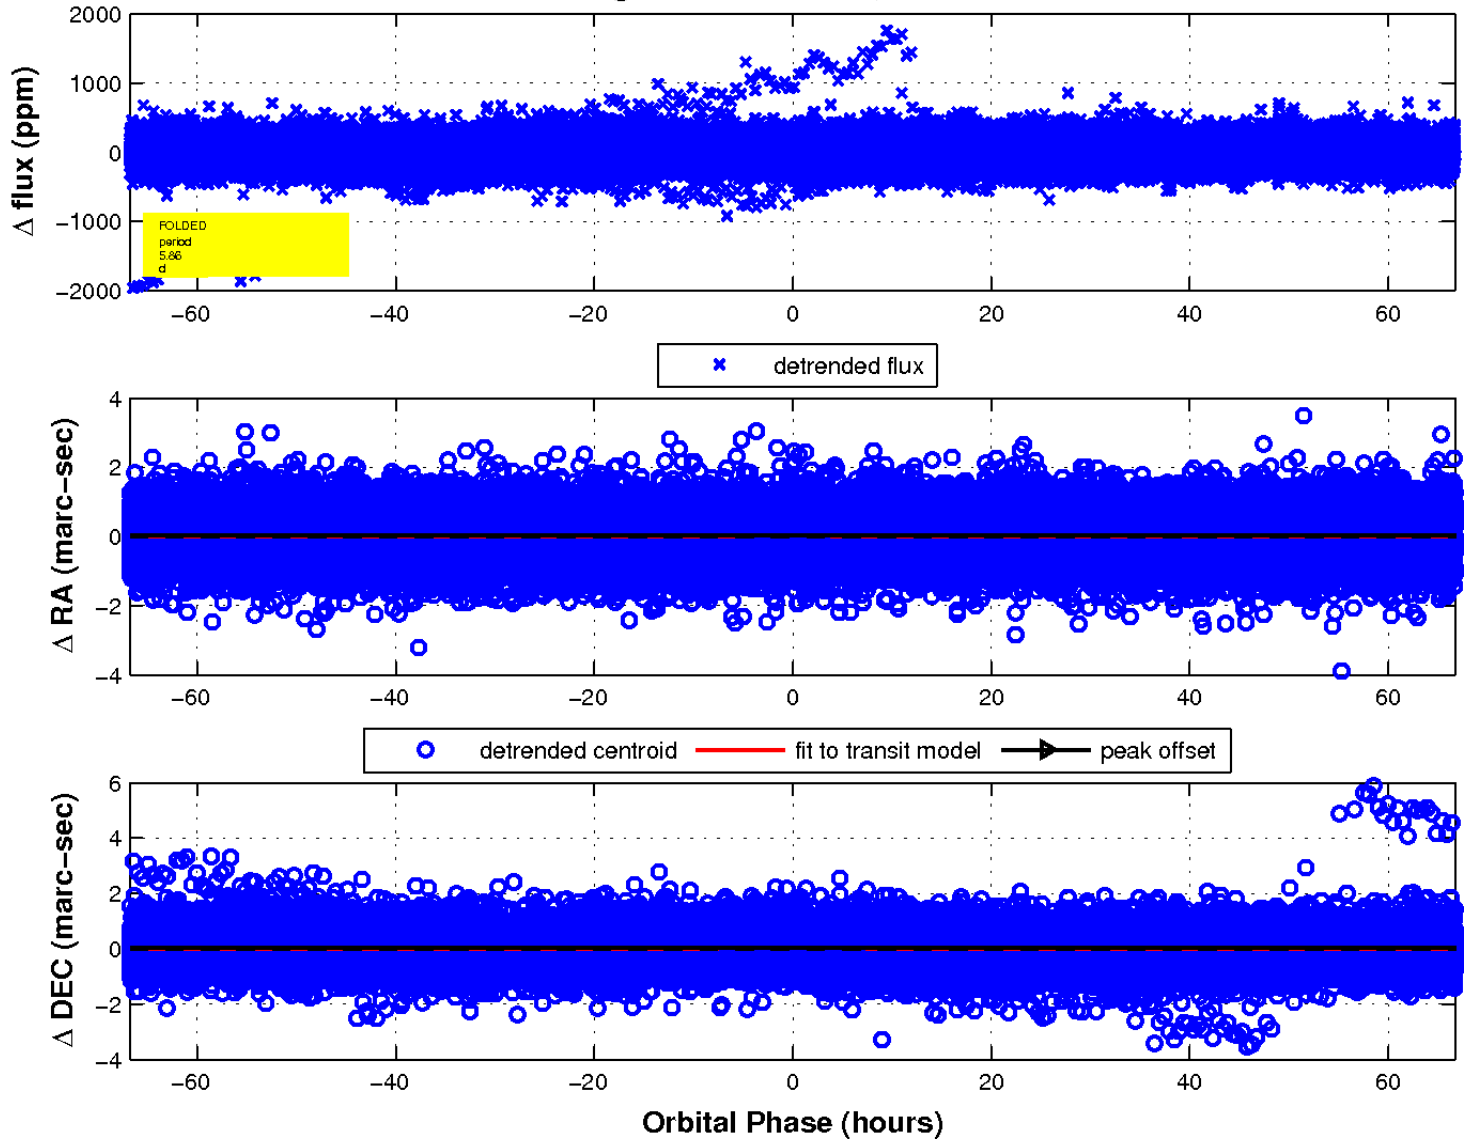 2000
1000
0
−1000
−2000
Δ flux (ppm)
FOLDED
period
5.86
d
−60 −40 −20 0 20 40 60
detrended flux
4
2
0
−2
−4
Δ RA (marc−sec)
−60 −40 −20 0 20 40 60
detrended centroid fit to transit model peak offset
6
4
2
0
−2
−4
Δ DEC (marc−sec)
−60 −40 −20 0 20 40 60
Orbital Phase (hours)